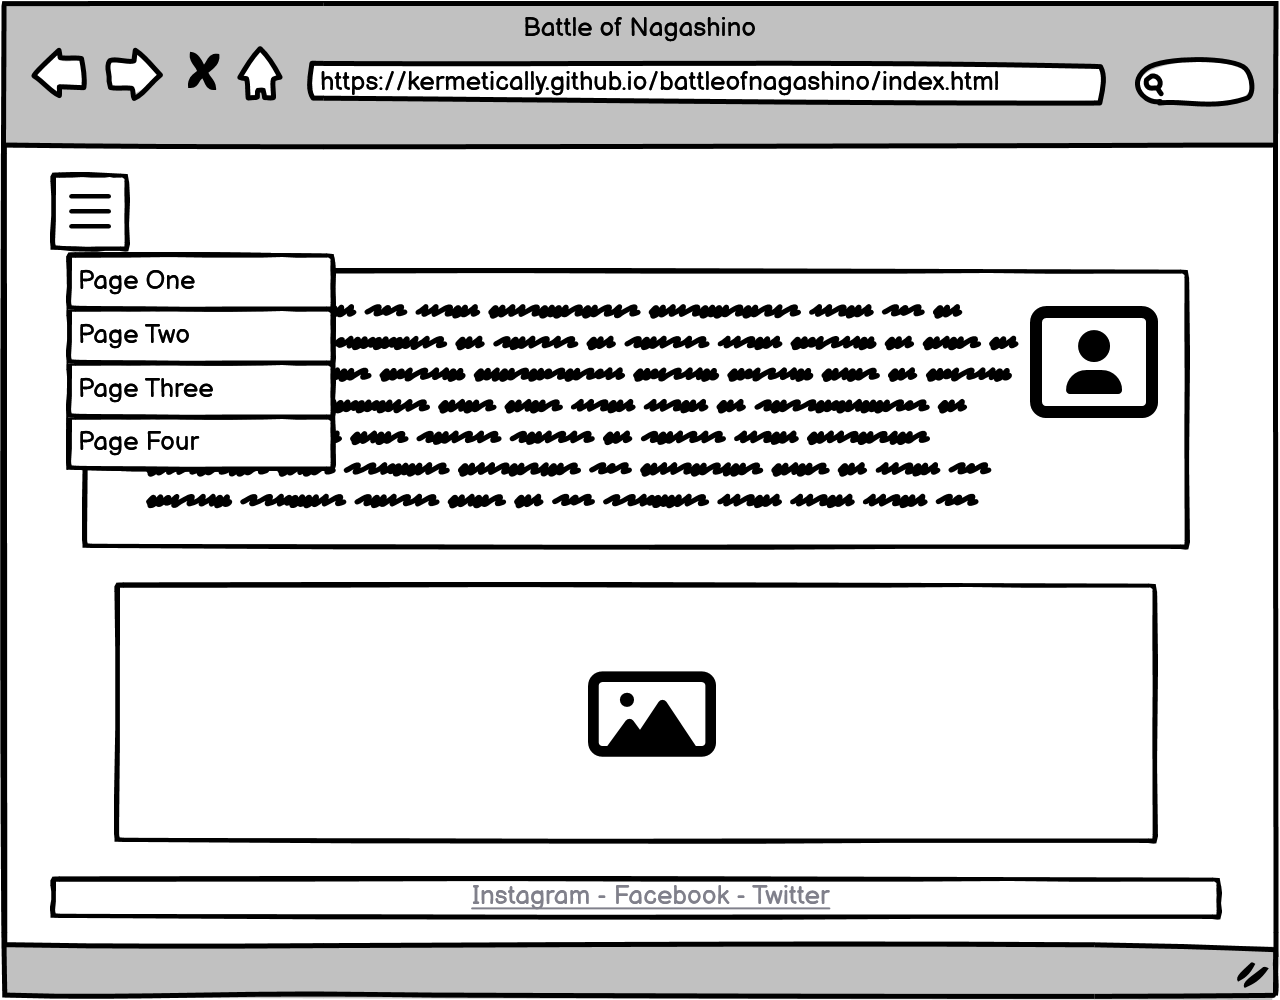 Battle of Nagashino
https://kermetically.github.io/battleofnagashino/index.html
Page One
Page Two
Page Three
Page Four
Instagram - Facebook - Twitter